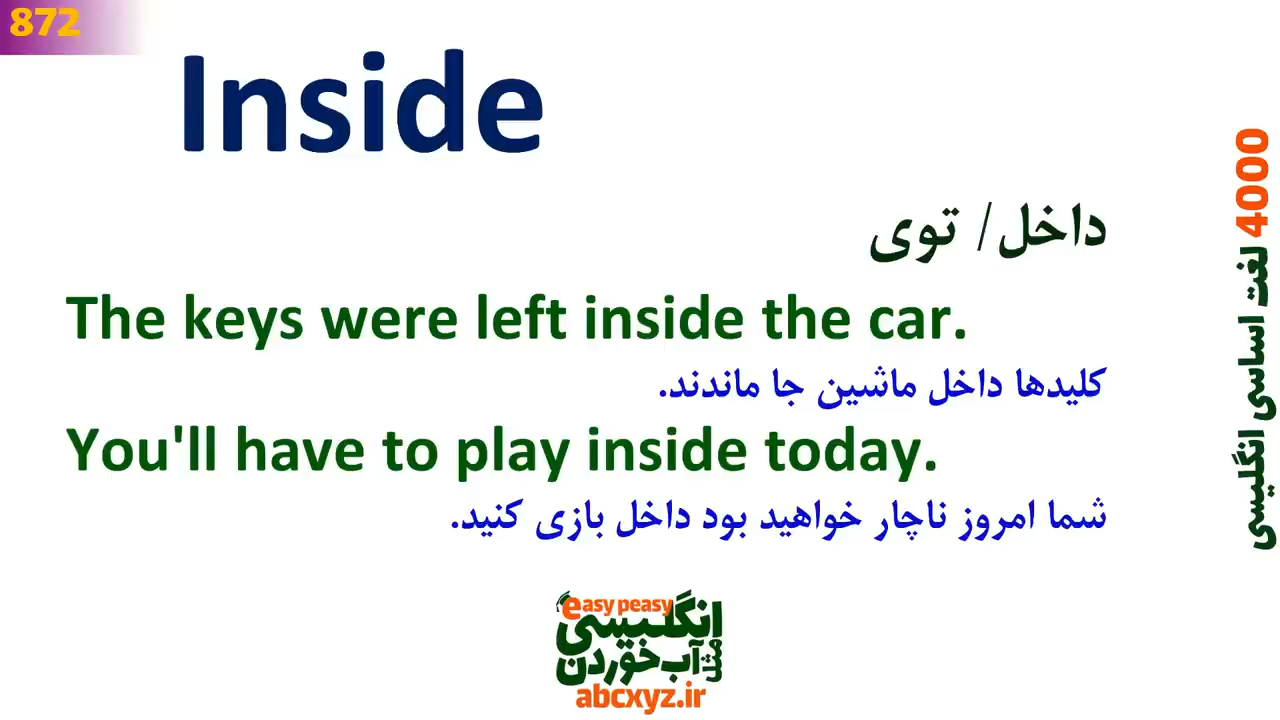 872
Inside
داخل/ توی
The keys were left inside the car.
کلیدها داخل ماشین جا ماندند.
You'll have to play inside today.
شما امروز ناچار خواهید بود داخل بازی کنید.
4000 لغت اساسی انگلیسی
easy peasy
انگلیسی
مثل آب خوردن
abcxyz.ir